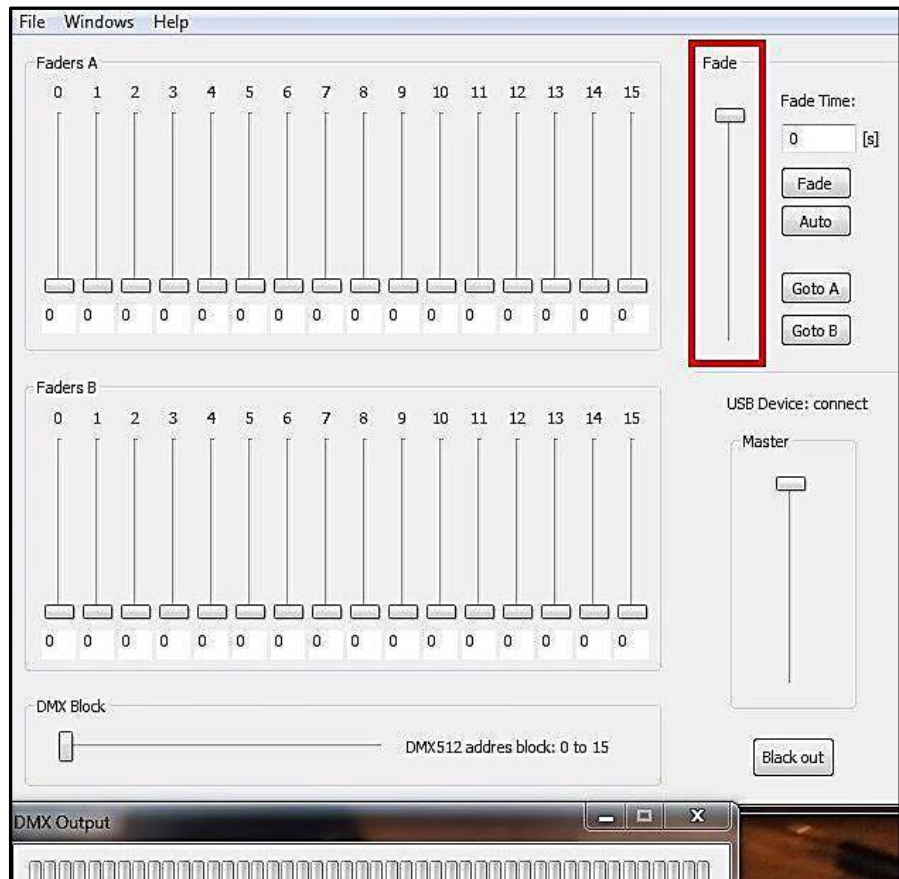 File Windows Help
Faders A
0 1 2 3 4 5 6 7 8 9 10 11 12 13 14 15
0 0 0 0 0 0 0 0 0 0 0 0 0 0 0 0
Fade
Fade Time:
0 [s]
Fade
Auto
Goto A
Goto B
Faders B
0 1 2 3 4 5 6 7 8 9 10 11 12 13 14 15
0 0 0 0 0 0 0 0 0 0 0 0 0 0 0 0
USB Device: connect
Master
DMX Block
DMX512 addres block: 0 to 15
Black out
DMX Output